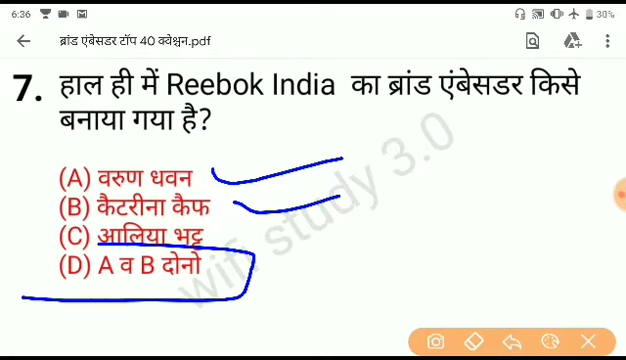 6:36
30%
ब्रांड एंबेसडर टॉप 40 क्वेश्चन.pdf
7. हाल ही में Reebok India का ब्रांड एंबेसडर किसे
बनाया गया है?
(A) वरुण धवन
(B) कैटरीना कैफ
(C) आलिया भट्ट
(D) A व B दोनो
wifi study 3.0